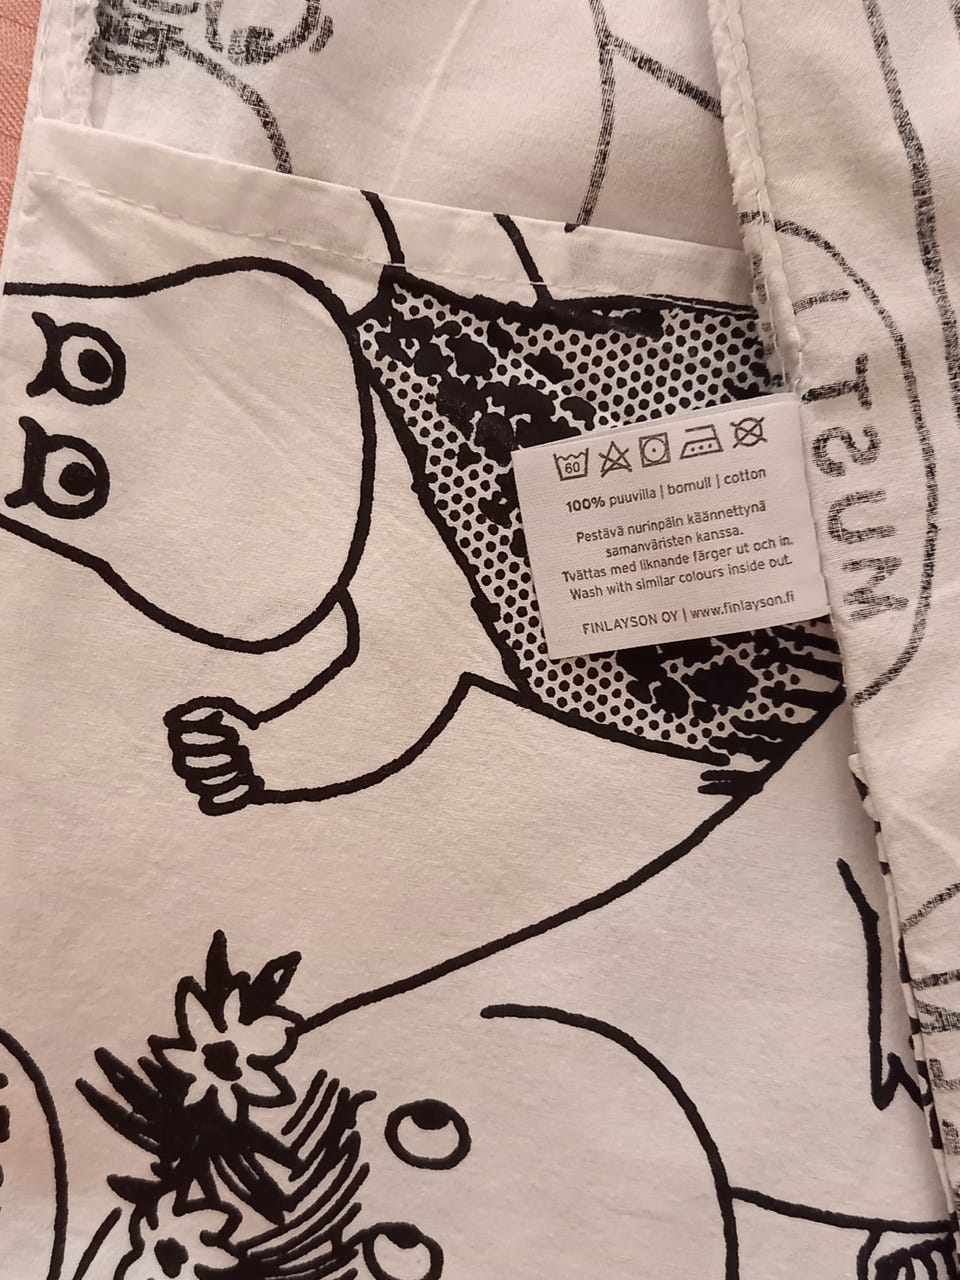 60
100% puuvilla | bomull | cotton
Pestävä nurinpäin käännettynä
samanväristen kanssa.
Tvättas med liknande färger ut och in.
Wash with similar colours inside out.
FINLAYSON OY | www.finlayson.fi
I
MUST